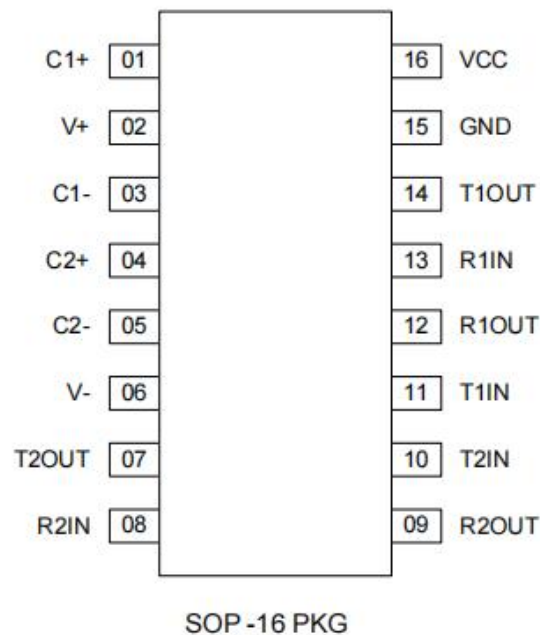 C1+ 01 16 VCC
V+ 02 15 GND
C1- 03 14 T1OUT
C2+ 04 13 R1IN
C2- 05 12 R1OUT
V- 06 11 T1IN
T2OUT 07 10 T2IN
R2IN 08 09 R2OUT
SOP -16 PKG